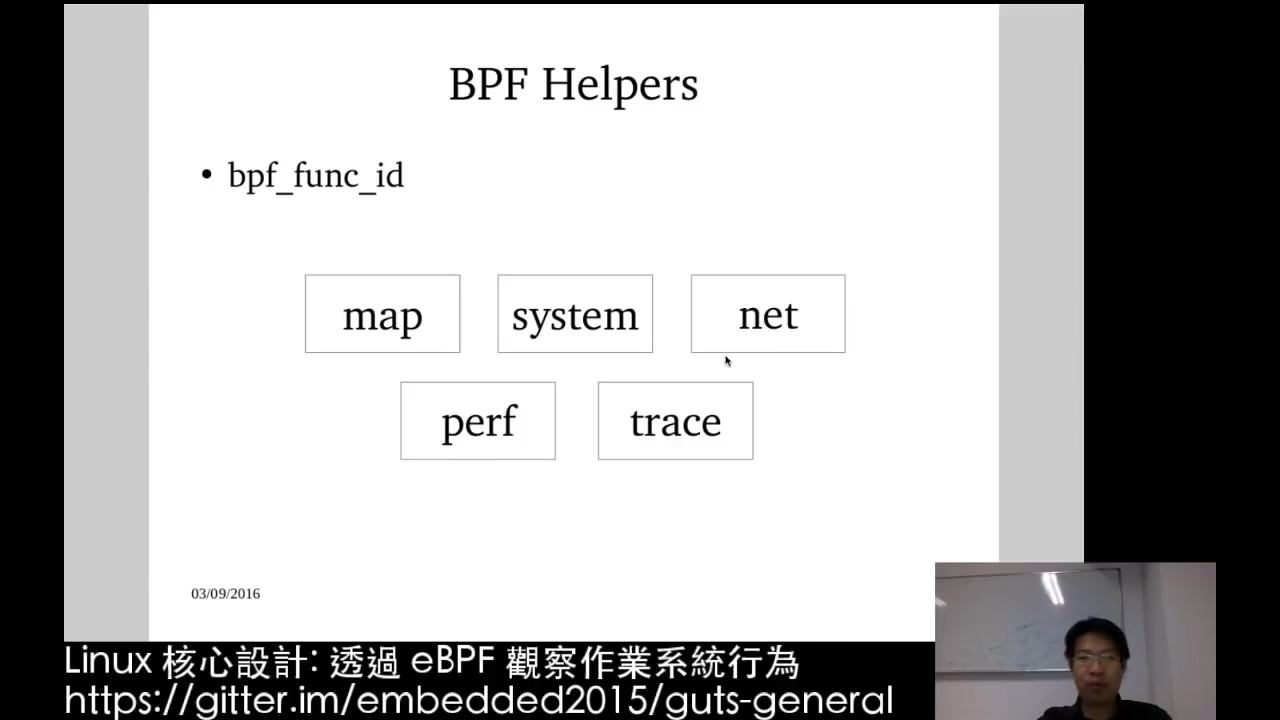 BPF Helpers
• bpf_func_id
map system net
perf trace
03/09/2016
Linux 核心設計: 透過 eBPF 觀察作業系統行為
https://gitter.im/embedded2015/guts-general